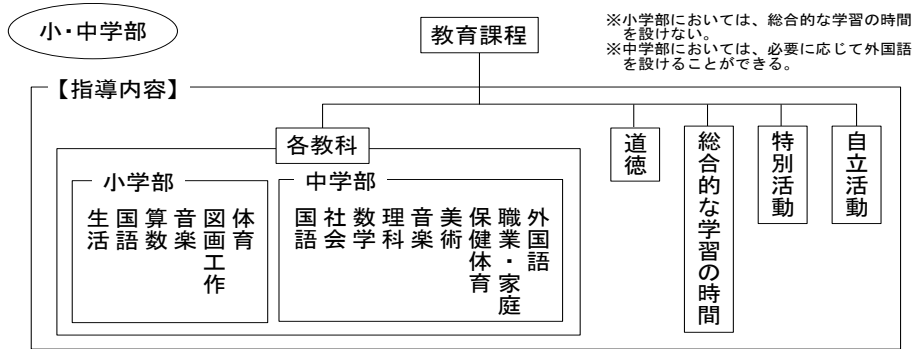 小・中学部
教育課程
※小学部においては、総合的な学習の時間
を設けない。
※中学部においては、必要に応じて外国語
を設けることができる。
【指導内容】
各教科
小学部
生活
国語
算数
音楽
図画工作
体育
中学部
国語
社会
数学
理科
音楽
美術
保健体育
職業・家庭
外国語
道徳
総合的な学習の時間
特別活動
自立活動